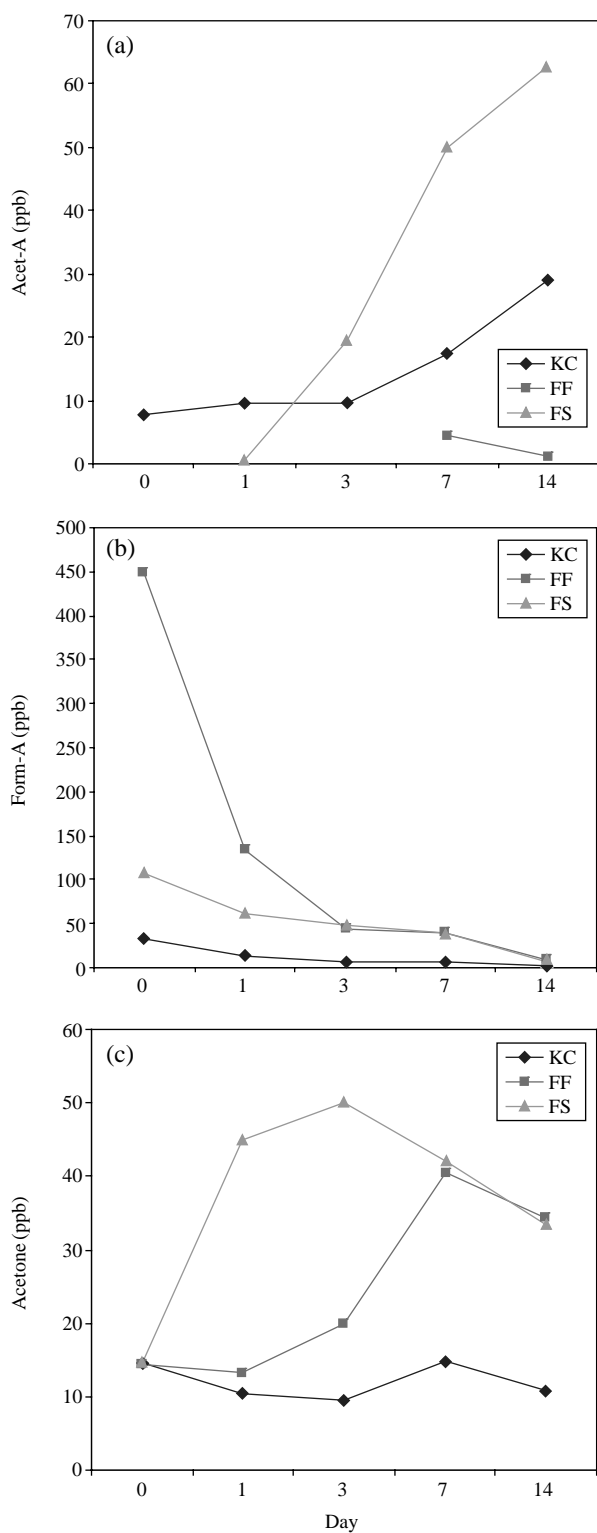 (a)
Acet-A (ppb)
70
60
50
40
30
20
10
0
KC
FF
FS
0 1 3 7 14
(b)
Form-A (ppb)
500
450
400
350
300
250
200
150
100
50
0
KC
FF
FS
0 1 3 7 14
(c)
Acetone (ppb)
60
50
40
30
20
10
0
KC
FF
FS
0 1 3 7 14
Day